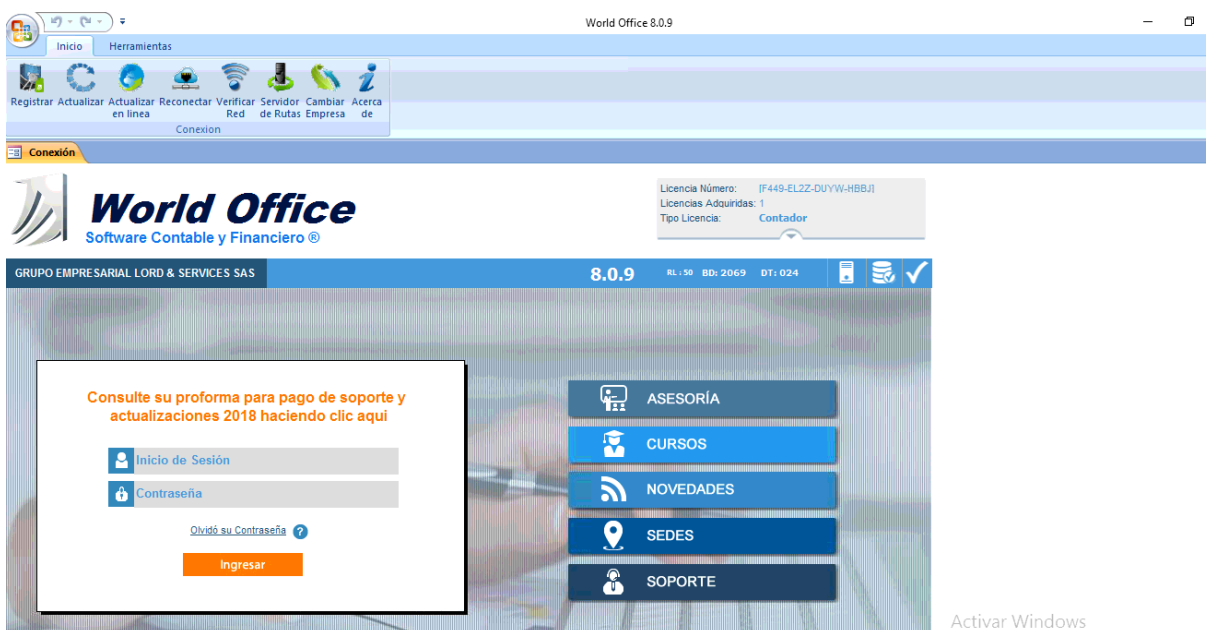 World Office 8.0.9
Inicio Herramientas
Registrar Actualizar Actualizar en linea Reconectar Verificar Red Servidor de Rutas Cambiar Empresa Acerca de
Conexion
Conexión
World Office
Software Contable y Financiero ®
Licencia Número: [F449-EL2Z-DUYW-HBBJ]
Licencias Adquiridas: 1
Tipo Licencia: Contador
GRUPO EMPRESARIAL LORD & SERVICES SAS 8.0.9 RL : 50 BD: 2069 DT: 024
Consulte su proforma para pago de soporte y
actualizaciones 2018 haciendo clic aqui
Inicio de Sesión
Contraseña
Olvidó su Contraseña ?
Ingresar
ASESORÍA
CURSOS
NOVEDADES
SEDES
SOPORTE
Activar Windows